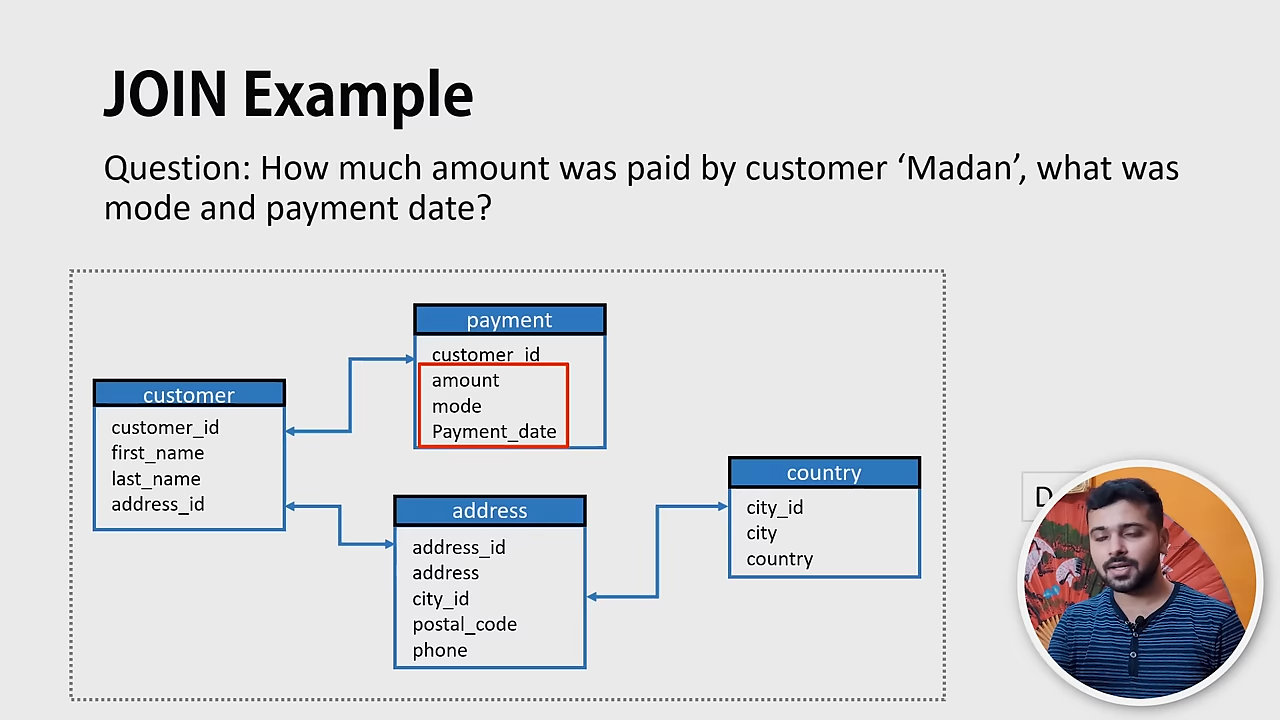 JOIN Example
Question: How much amount was paid by customer ‘Madan’, what was
mode and payment date?
payment
customer_id
amount
mode
Payment_date
customer
customer_id
first_name
last_name
address_id
address
address_id
address
city_id
postal_code
phone
country
city_id
city
country